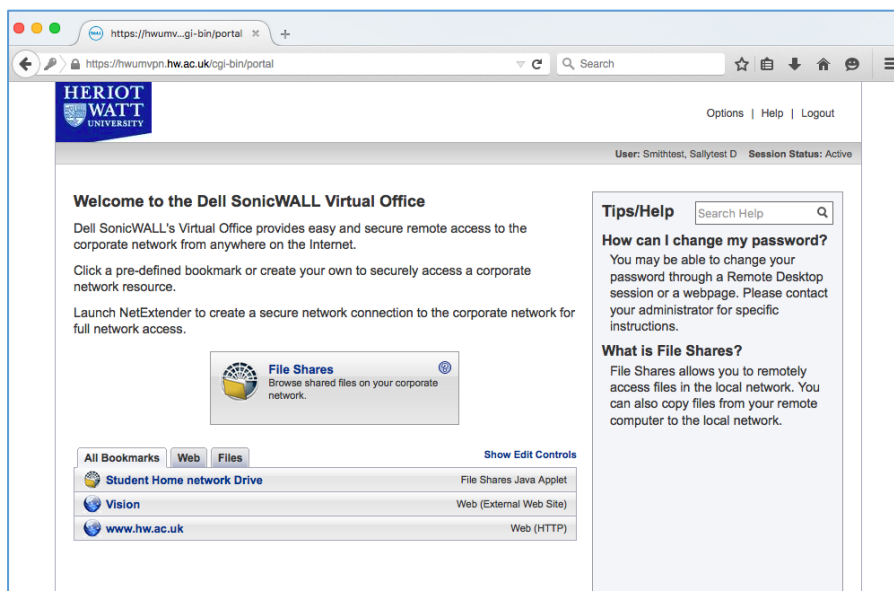 https://hwumv...gi-bin/portal
https://hwumvpn.hw.ac.uk/cgi-bin/portal
Search
HERIOT
WATT
UNIVERSITY
Options | Help | Logout
User: Smithtest, Sallytest D Session Status: Active
Welcome to the Dell SonicWALL Virtual Office
Dell SonicWALL's Virtual Office provides easy and secure remote access to the
corporate network from anywhere on the Internet.
Click a pre-defined bookmark or create your own to securely access a corporate
network resource.
Launch NetExtender to create a secure network connection to the corporate network for
full network access.
File Shares
Browse shared files on your corporate
network.
All Bookmarks Web Files Show Edit Controls
Student Home network Drive File Shares Java Applet
Vision Web (External Web Site)
www.hw.ac.uk Web (HTTP)
Tips/Help Search Help
How can I change my password?
You may be able to change your
password through a Remote Desktop
session or a webpage. Please contact
your administrator for specific
instructions.
What is File Shares?
File Shares allows you to remotely
access files in the local network. You
can also copy files from your remote
computer to the local network.